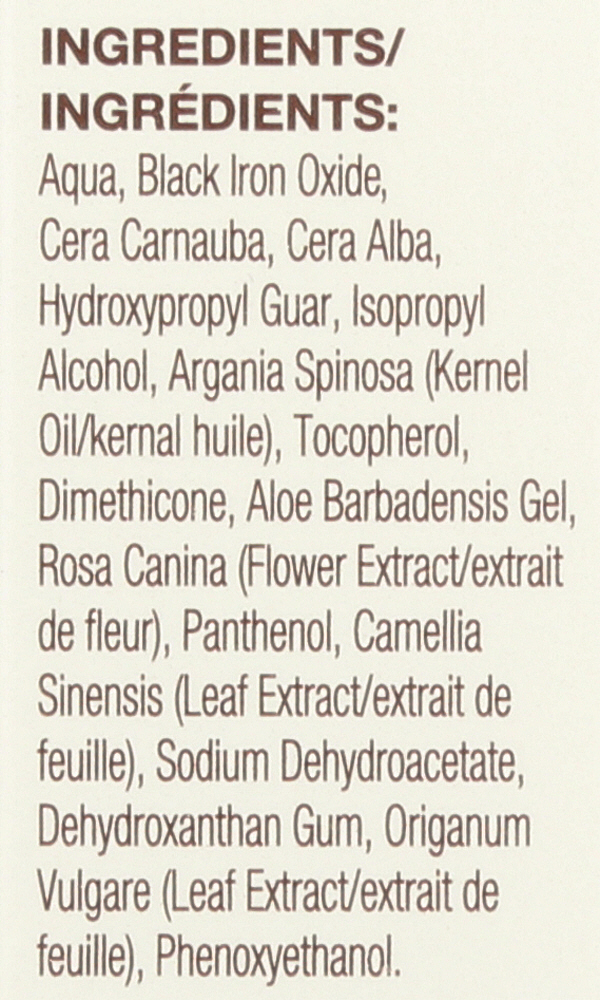 INGREDIENTS/
INGRÉDIENTS:
Aqua, Black Iron Oxide,
Cera Carnauba, Cera Alba,
Hydroxypropyl Guar, Isopropyl
Alcohol, Argania Spinosa (Kernel
Oil/kernal huile), Tocopherol,
Dimethicone, Aloe Barbadensis Gel,
Rosa Canina (Flower Extract/extrait
de fleur), Panthenol, Camellia
Sinensis (Leaf Extract/extrait de
feuille), Sodium Dehydroacetate,
Dehydroxanthan Gum, Origanum
Vulgare (Leaf Extract/extrait de
feuille), Phenoxyethanol.